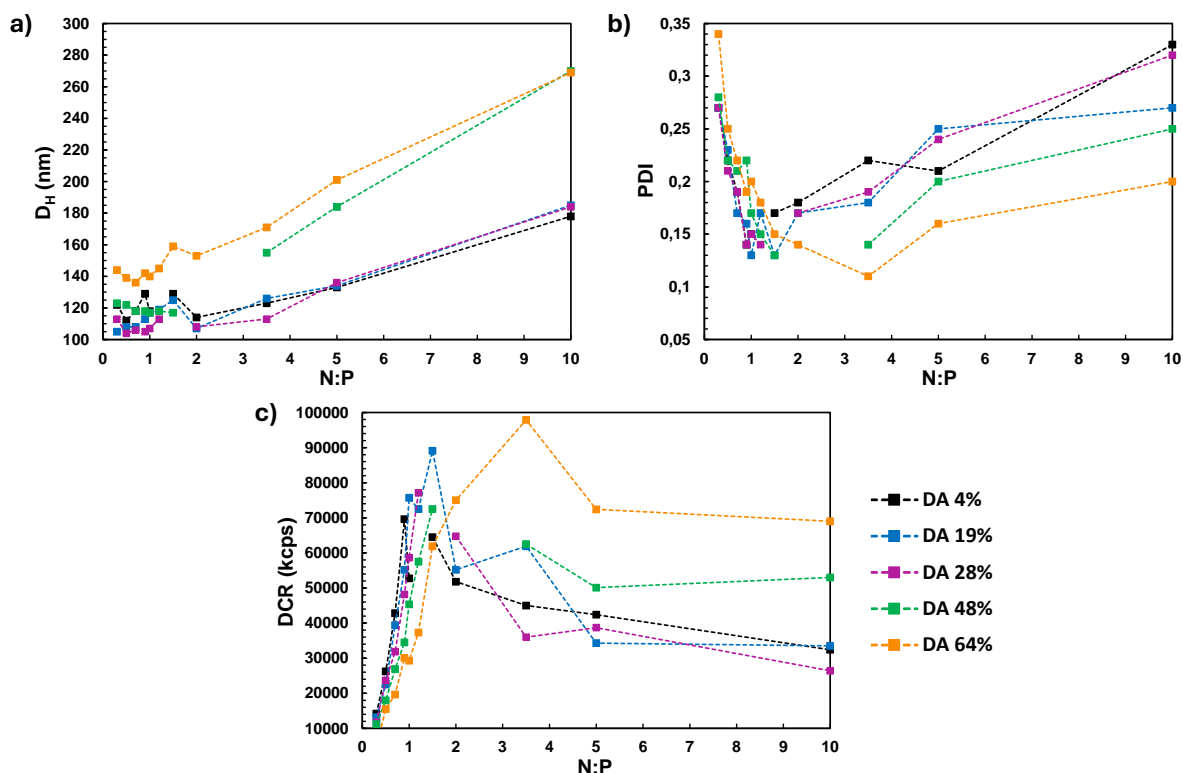 a)
300
280
260
240
220
200
180
160
140
120
100
D_H (nm)
0 1 2 3 4 5 6 7 8 9 10
N:P
b)
0,35
0,3
0,25
0,2
0,15
0,1
0,05
PDI
0 1 2 3 4 5 6 7 8 9 10
N:P
c)
100000
90000
80000
70000
60000
50000
40000
30000
20000
10000
DCR (kcps)
0 1 2 3 4 5 6 7 8 9 10
N:P
DA 4%
DA 19%
DA 28%
DA 48%
DA 64%